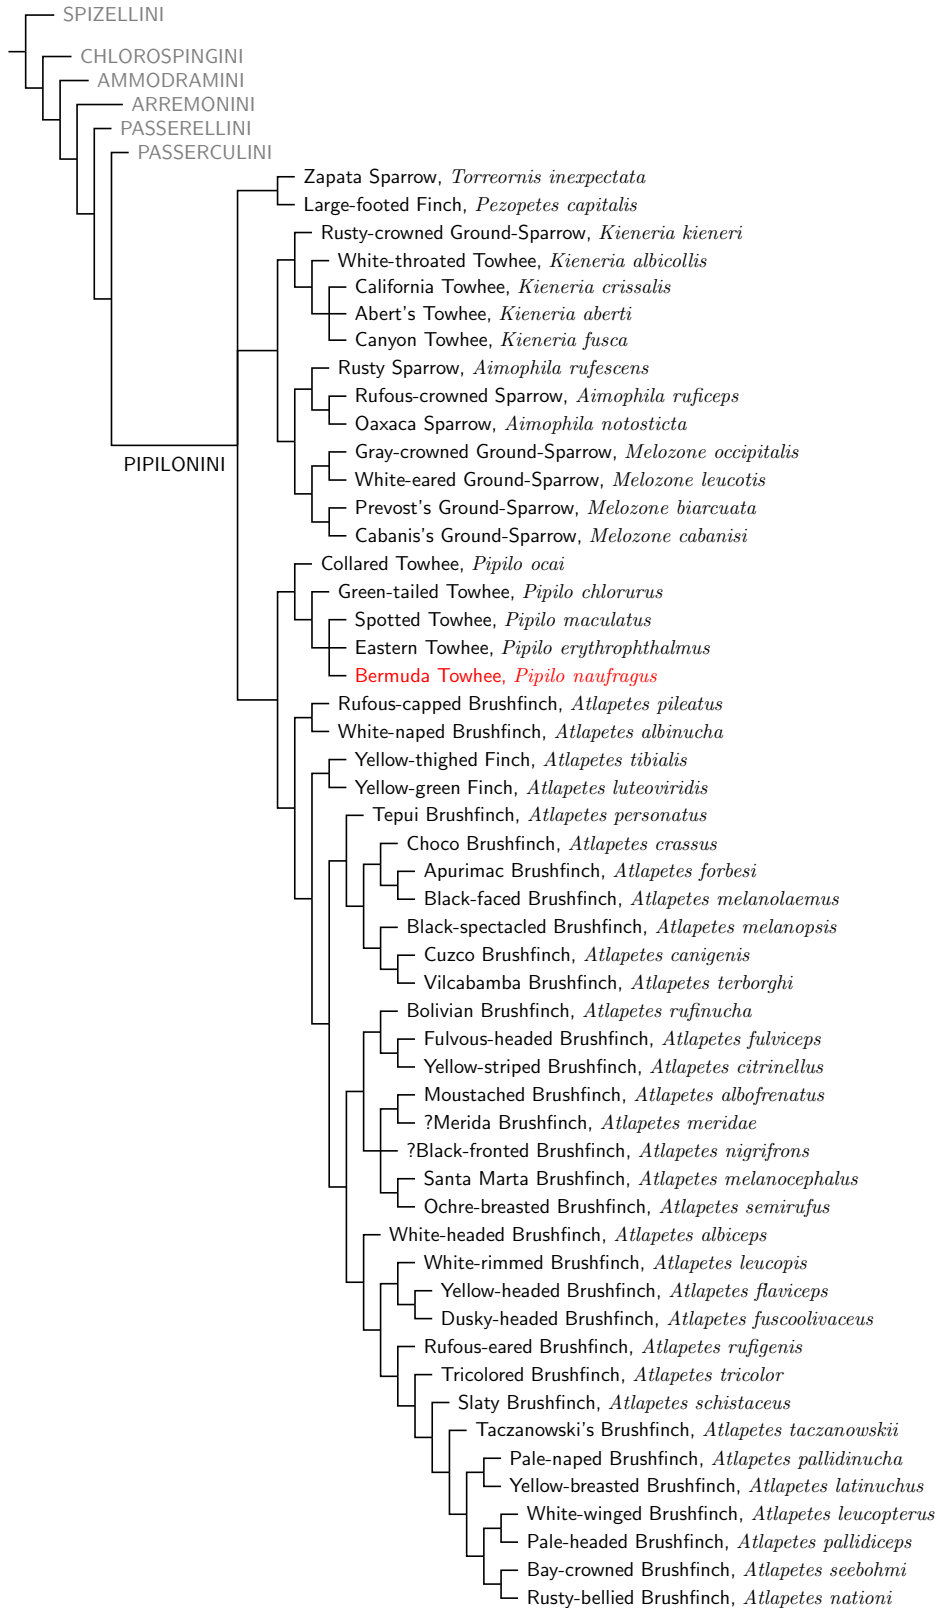 SPIZELLINI
CHLOROSPINGINI
AMMODRAMINI
ARREMONINI
PASSERELLINI
PASSERCULINI
Zapata Sparrow, Torreornis inexpectata
Large-footed Finch, Pezopetes capitalis
Rusty-crowned Ground-Sparrow, Kieneria kieneri
White-throated Towhee, Kieneria albicollis
California Towhee, Kieneria crissalis
Abert's Towhee, Kieneria aberti
Canyon Towhee, Kieneria fusca
Rusty Sparrow, Aimophila rufescens
Rufous-crowned Sparrow, Aimophila ruficeps
Oaxaca Sparrow, Aimophila notosticta
Gray-crowned Ground-Sparrow, Melozone occipitalis
PIPILONINI
White-eared Ground-Sparrow, Melozone leucotis
Prevost's Ground-Sparrow, Melozone biarcuata
Cabanis's Ground-Sparrow, Melozone cabanisi
Collared Towhee, Pipilo ocai
Green-tailed Towhee, Pipilo chlorurus
Spotted Towhee, Pipilo maculatus
Eastern Towhee, Pipilo erythrophthalmus
Bermuda Towhee, Pipilo naufragus
Rufous-capped Brushfinch, Atlapetes pileatus
White-naped Brushfinch, Atlapetes albinucha
Yellow-thighed Finch, Atlapetes tibialis
Yellow-green Finch, Atlapetes luteoviridis
Tepui Brushfinch, Atlapetes personatus
Choco Brushfinch, Atlapetes crassus
Apurimac Brushfinch, Atlapetes forbesi
Black-faced Brushfinch, Atlapetes melanolaemus
Black-spectacled Brushfinch, Atlapetes melanopsis
Cuzco Brushfinch, Atlapetes canigenis
Vilcabamba Brushfinch, Atlapetes terborghi
Bolivian Brushfinch, Atlapetes rufinucha
Fulvous-headed Brushfinch, Atlapetes fulviceps
Yellow-striped Brushfinch, Atlapetes citrinellus
Moustached Brushfinch, Atlapetes albofrenatus
?Merida Brushfinch, Atlapetes meridae
?Black-fronted Brushfinch, Atlapetes nigrifrons
Santa Marta Brushfinch, Atlapetes melanocephalus
Ochre-breasted Brushfinch, Atlapetes semirufus
White-headed Brushfinch, Atlapetes albiceps
White-rimmed Brushfinch, Atlapetes leucopis
Yellow-headed Brushfinch, Atlapetes flaviceps
Dusky-headed Brushfinch, Atlapetes fuscoolivaceus
Rufous-eared Brushfinch, Atlapetes rufigenis
Tricolored Brushfinch, Atlapetes tricolor
Slaty Brushfinch, Atlapetes schistaceus
Taczanowski's Brushfinch, Atlapetes taczanowskii
Pale-naped Brushfinch, Atlapetes pallidinucha
Yellow-breasted Brushfinch, Atlapetes latinuchus
White-winged Brushfinch, Atlapetes leucopterus
Pale-headed Brushfinch, Atlapetes pallidiceps
Bay-crowned Brushfinch, Atlapetes seebohmi
Rusty-bellied Brushfinch, Atlapetes nationi